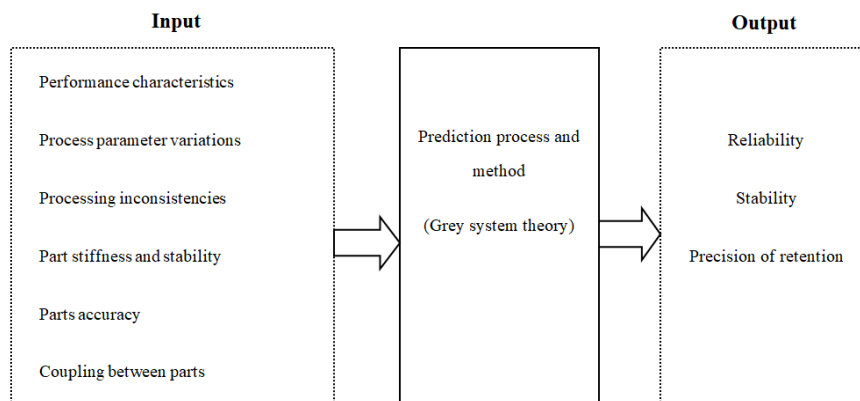 Input
Performance characteristics
Process parameter variations
Processing inconsistencies
Part stiffness and stability
Parts accuracy
Coupling between parts
Prediction process and
method
(Grey system theory)
Output
Reliability
Stability
Precision of retention